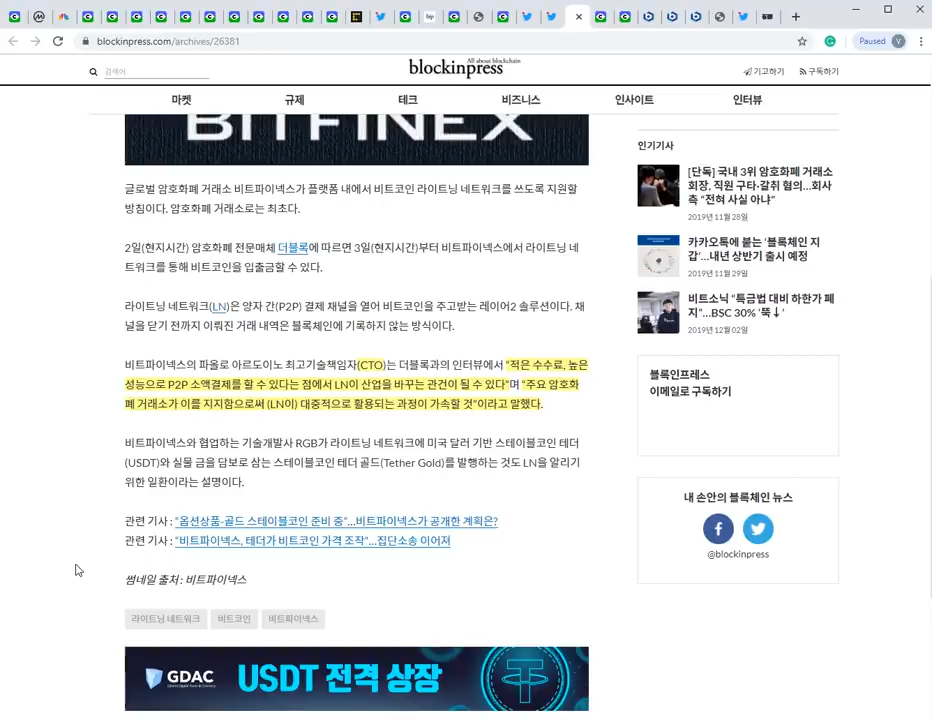 Paused
V
blockinpress.com/archives/26381
검색어
All about blockchain
blockinpress
기고하기
구독하기
마켓
규제
테크
비즈니스
인사이트
인터뷰
BITFINEX
글로벌 암호화폐 거래소 비트파이넥스가 플랫폼 내에서 비트코인 라이트닝 네트워크를 쓰도록 지원할
방침이다. 암호화폐 거래소로는 최초다.
2일(현지시간) 암호화폐 전문매체 더블록에 따르면 3일(현지시간)부터 비트파이넥스에서 라이트닝 네
트워크를 통해 비트코인을 입출금할 수 있다.
라이트닝 네트워크(LN)은 양자 간(P2P) 결제 채널을 열어 비트코인을 주고받는 레이어2 솔루션이다. 채
널을 닫기 전까지 이뤄진 거래 내역은 블록체인에 기록하지 않는 방식이다.
비트파이넥스의 파올로 아르도이노 최고기술책임자(CTO)는 더블록과의 인터뷰에서 “적은 수수료, 높은
성능으로 P2P 소액결제를 할 수 있다는 점에서 LN이 산업을 바꾸는 관건이 될 수 있다”며 “주요 암호화
폐 거래소가 이를 지지함으로써 (LN이) 대중적으로 활용되는 과정이 가속할 것”이라고 말했다.
비트파이넥스와 협업하는 기술개발사 RGB가 라이트닝 네트워크에 미국 달러 기반 스테이블코인 테더
(USDT)와 실물 금을 담보로 삼는 스테이블코인 테더 골드(Tether Gold)를 발행하는 것도 LN을 알리기
위한 일환이라는 설명이다.
관련 기사 : “옵션상품-골드 스테이블코인 준비 중”…비트파이넥스가 공개한 계획은?
관련 기사 : “비트파이넥스, 테더가 비트코인 가격 조작”…집단소송 이어져
썸네일 출처 : 비트파이넥스
라이트닝 네트워크
비트코인
비트파이넥스
GDAC
USDT 전격 상장
인기기사
[단독] 국내 3위 암호화폐 거래소
회장, 직원 구타·갈취 혐의…회사
측 “전혀 사실 아냐”
2019년 11월 28일
카카오톡에 붙는 ‘블록체인 지
갑’…내년 상반기 출시 예정
2019년 11월 29일
비트소닉 “특금법 대비 하한가 폐
지”…BSC 30% ‘뚝↓’
2019년 12월 02일
블록인프레스
이메일로 구독하기
내 손안의 블록체인 뉴스
@blockinpress